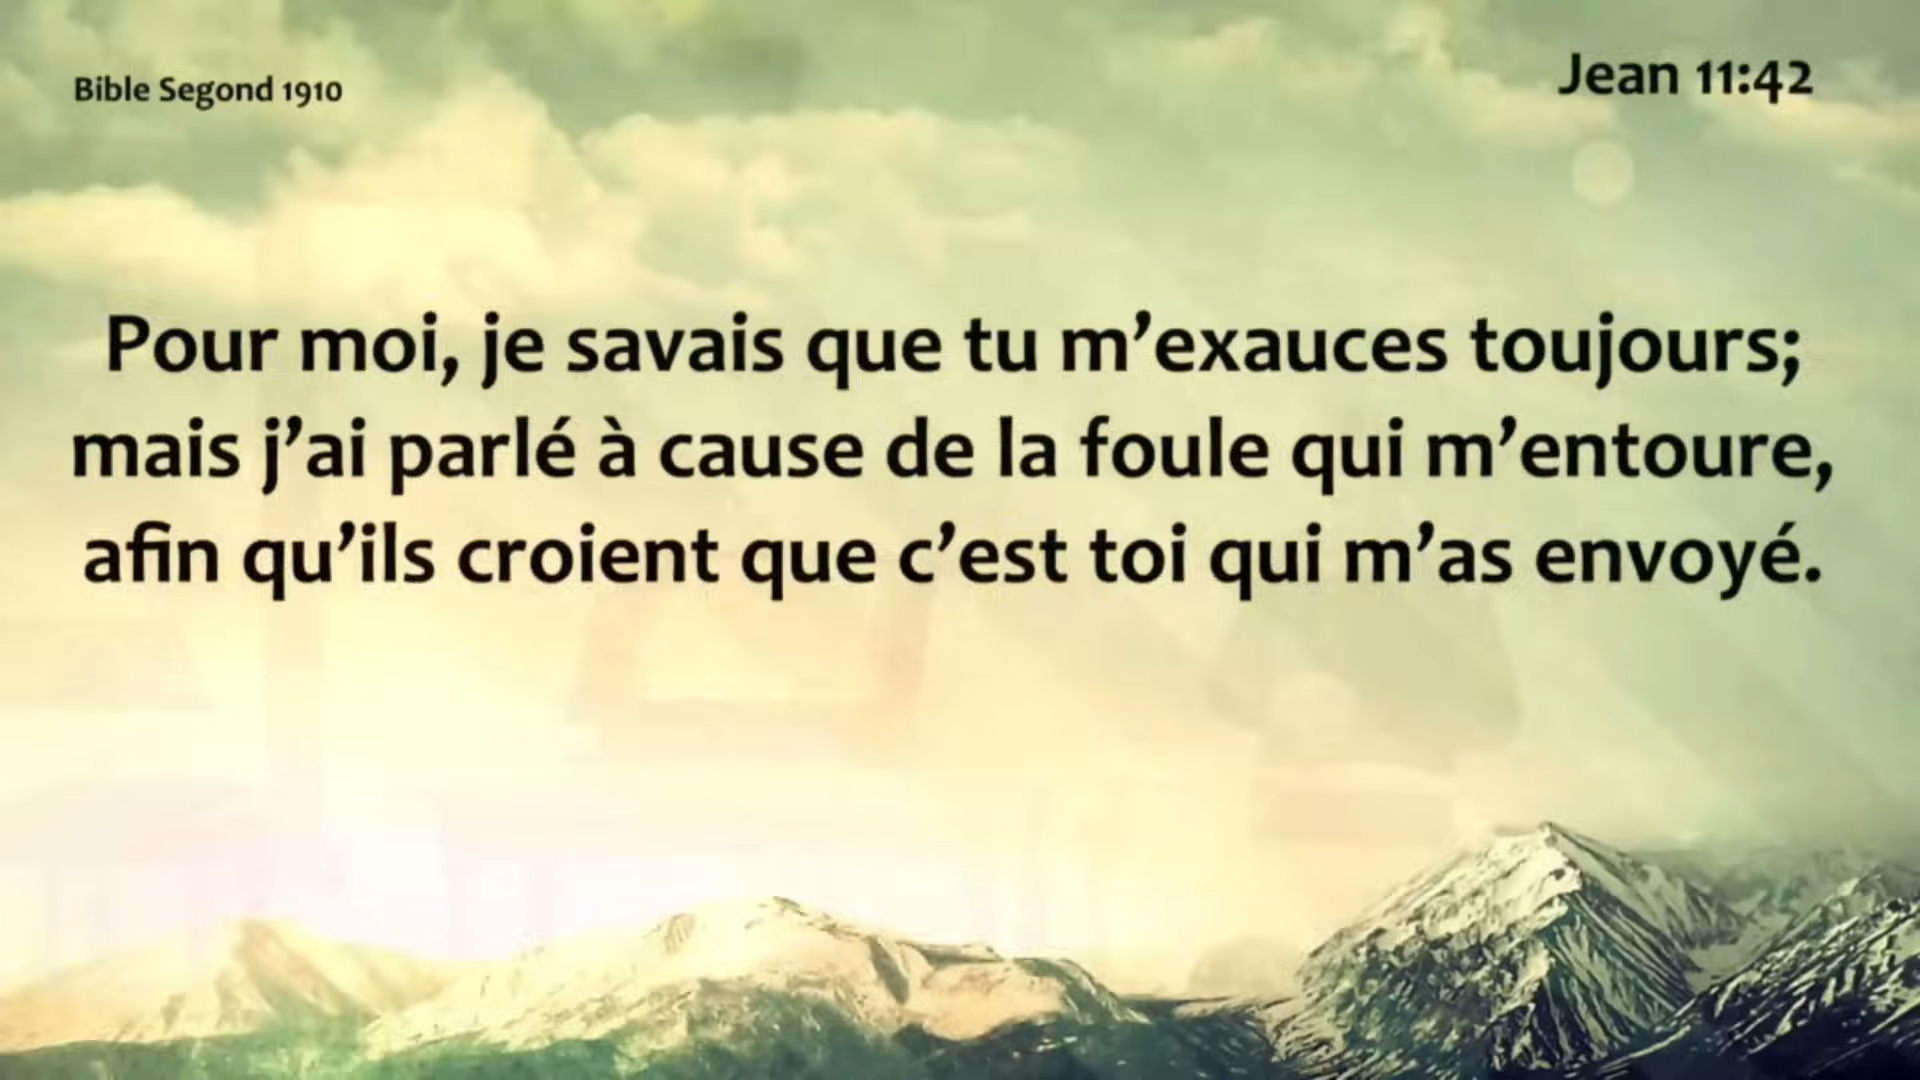 Bible Segond 1910
Jean 11:42
Pour moi, je savais que tu m’exauces toujours;
mais j’ai parlé à cause de la foule qui m’entoure,
afin qu’ils croient que c’est toi qui m’as envoyé.